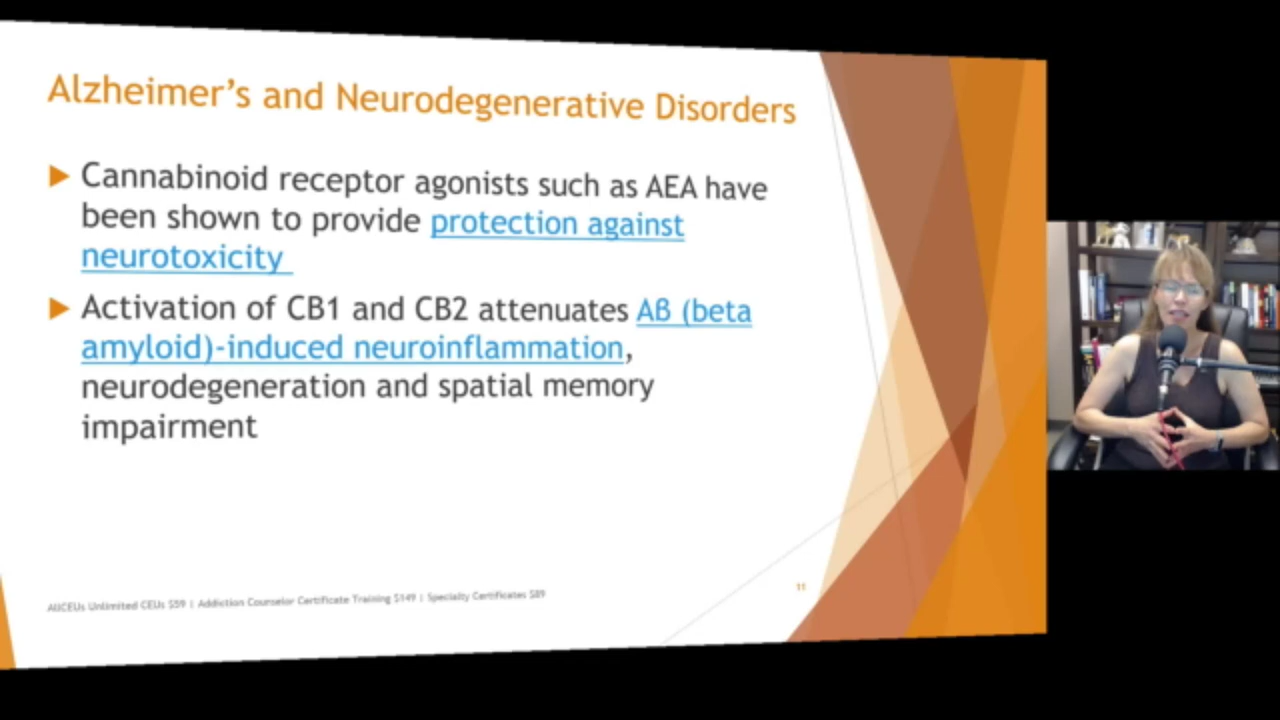 Alzheimer's and Neurodegenerative Disorders
Cannabinoid receptor agonists such as AEA have
been shown to provide protection against
neurotoxicity
Activation of CB1 and CB2 attenuates Aß (beta
amyloid)-induced neuroinflammation,
neurodegeneration and spatial memory
impairment
AllCEUs Unlimited CEUs $59 | Addiction Counselor Certificate Training $149 | Specialty Certificates $89
11